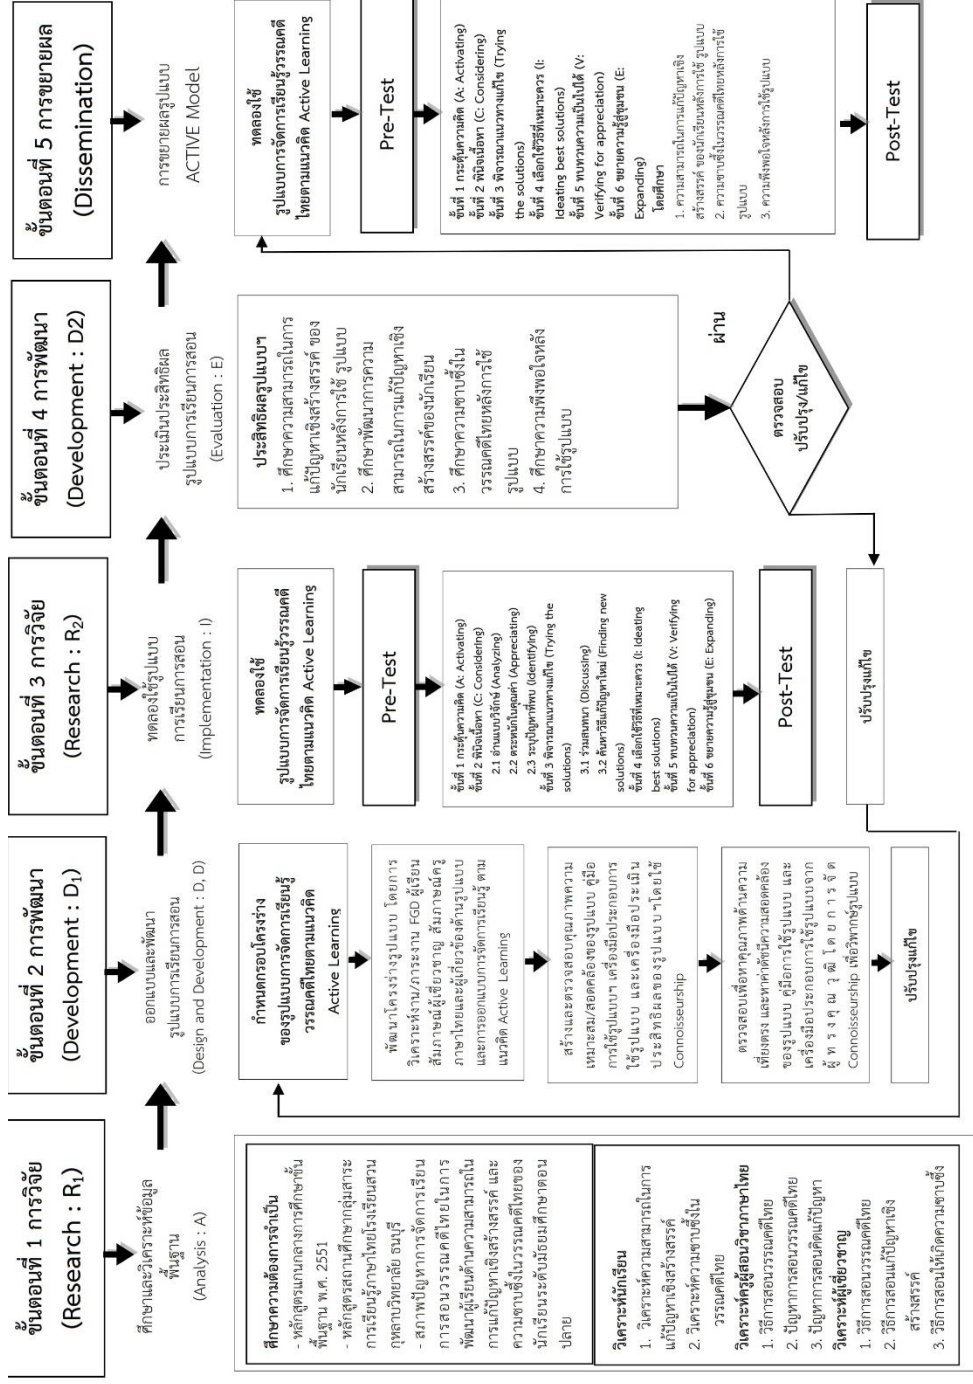 ขั้นตอนที่ 1 การวิจัย
(Research : R₁)
ศึกษาและวิเคราะห์ข้อมูล
พื้นฐาน
(Analysis : A)
ศึกษาความต้องการจำเป็น
- หลักสูตรแกนกลางการศึกษาขั้น
พื้นฐาน พ.ศ. 2551
- หลักสูตรสถานศึกษากลุ่มสาระ
การเรียนรู้ภาษาไทยโรงเรียนสวน
กุหลาบวิทยาลัย ธนบุรี
- สภาพปัญหาการจัดการเรียน
การสอนวรรณคดีไทยในการ
พัฒนาผู้เรียนด้านความสามารถใน
การแก้ปัญหาเชิงสร้างสรรค์ และ
ความซาบซึ้งในวรรณคดีไทยของ
นักเรียนระดับมัธยมศึกษาตอน
ปลาย
วิเคราะห์นักเรียน
1. วิเคราะห์ความสามารถในการ
แก้ปัญหาเชิงสร้างสรรค์
2. วิเคราะห์ความซาบซึ้งใน
วรรณคดีไทย
วิเคราะห์ครูผู้สอนวิชาภาษาไทย
1. วิธีการสอนวรรณคดีไทย
2. ปัญหาการสอนวรรณคดีไทย
3. ปัญหาการสอนคิดแก้ปัญหา
วิเคราะห์ผู้เชี่ยวชาญ
1. วิธีการสอนวรรณคดีไทย
2. วิธีการสอนแก้ปัญหาเชิง
สร้างสรรค์
3. วิธีการสอนให้เกิดความซาบซึ้ง
ขั้นตอนที่ 2 การพัฒนา
(Development : D₁)
ออกแบบและพัฒนา
รูปแบบการเรียนการสอน
(Design and Development : D, D)
กำหนดกรอบโครงร่าง
ของรูปแบบการจัดการเรียนรู้
วรรณคดีไทยตามแนวคิด
Active Learning
พัฒนาโครงร่างรูปแบบ โดยการ
วิเคราะห์งาน/ภาระงาน FGD ผู้เรียน
สัมภาษณ์ผู้เชี่ยวชาญ สัมภาษณ์ครู
ภาษาไทยและผู้เกี่ยวข้องด้านรูปแบบ
และการออกแบบการจัดการเรียนรู้ ตาม
แนวคิด Active Learning
สร้างและตรวจสอบคุณภาพความ
เหมาะสม/สอดคล้องของรูปแบบ คู่มือ
การใช้รูปแบบฯ เครื่องมือประกอบการ
ใช้รูปแบบ และเครื่องมือประเมิน
ประสิทธิผลของรูปแบบฯโดยใช้
Connoisseurship
ตรวจสอบเพื่อหาคุณภาพด้านความ
เที่ยงตรง และหาค่าดัชนีความสอดคล้อง
ของรูปแบบ คู่มือการใช้รูปแบบ และ
เครื่องมือประกอบการใช้รูปแบบจาก
ผู้ทรงคุณวุฒิโดยการจัด
Connoisseurship เพื่อวิพากษ์รูปแบบ
ปรับปรุงแก้ไข
ขั้นตอนที่ 3 การวิจัย
(Research : R₂)
ทดลองใช้รูปแบบ
การเรียนการสอน
(Implementation : I)
ทดลองใช้
รูปแบบการจัดการเรียนรู้วรรณคดี
ไทยตามแนวคิด Active Learning
Pre-Test
ขั้นที่ 1 กระตุ้นความคิด (A: Activating)
ขั้นที่ 2 พินิจเนื้อหา (C: Considering)
2.1 อ่านแบบวิจักษ์ (Analyzing)
2.2 ตระหนักในคุณค่า (Appreciating)
2.3 ระบุปัญหาที่พบ (Identifying)
ขั้นที่ 3 พิจารณาแนวทางแก้ไข (Trying the
solutions)
3.1 ร่วมสนทนา (Discussing)
3.2 ค้นหาวิธีแก้ปัญหาใหม่ (Finding new
solutions)
ขั้นที่ 4 เลือกใช้วิธีที่เหมาะควร (I: Ideating
best solutions)
ขั้นที่ 5 ทบทวนความเป็นไปได้ (V: Verifying
for appreciation)
ขั้นที่ 6 ขยายความรู้สู่ชุมชน (E: Expanding)
Post-Test
ปรับปรุงแก้ไข
ขั้นตอนที่ 4 การพัฒนา
(Development : D2)
ประเมินประสิทธิผล
รูปแบบการเรียนการสอน
(Evaluation : E)
ประสิทธิผลรูปแบบฯ
1. ศึกษาความสามารถในการ
แก้ปัญหาเชิงสร้างสรรค์ ของ
นักเรียนหลังการใช้ รูปแบบ
2. ศึกษาพัฒนาการความ
สามารถในการแก้ปัญหาเชิง
สร้างสรรค์ของนักเรียน
3. ศึกษาความซาบซึ้งใน
วรรณคดีไทยหลังการใช้
รูปแบบ
4. ศึกษาความพึงพอใจหลัง
การใช้รูปแบบ
ตรวจสอบ
ปรับปรุง/แก้ไข
ผ่าน
ขั้นตอนที่ 5 การขยายผล
(Dissemination)
การขยายผลรูปแบบ
ACTIVE Model
ทดลองใช้
รูปแบบการจัดการเรียนรู้วรรณคดี
ไทยตามแนวคิด Active Learning
Pre-Test
ขั้นที่ 1 กระตุ้นความคิด (A: Activating)
ขั้นที่ 2 พินิจเนื้อหา (C: Considering)
ขั้นที่ 3 พิจารณาแนวทางแก้ไข (Trying
the solutions)
ขั้นที่ 4 เลือกใช้วิธีที่เหมาะควร (I:
Ideating best solutions)
ขั้นที่ 5 ทบทวนความเป็นไปได้ (V:
Verifying for appreciation)
ขั้นที่ 6 ขยายความรู้สู่ชุมชน (E:
Expanding)
โดยศึกษา
1. ความสามารถในการแก้ปัญหาเชิง
สร้างสรรค์ ของนักเรียนหลังการใช้ รูปแบบ
2. ความซาบซึ้งในวรรณคดีไทยหลังการใช้
รูปแบบ
3. ความพึงพอใจหลังการใช้รูปแบบ
Post-Test